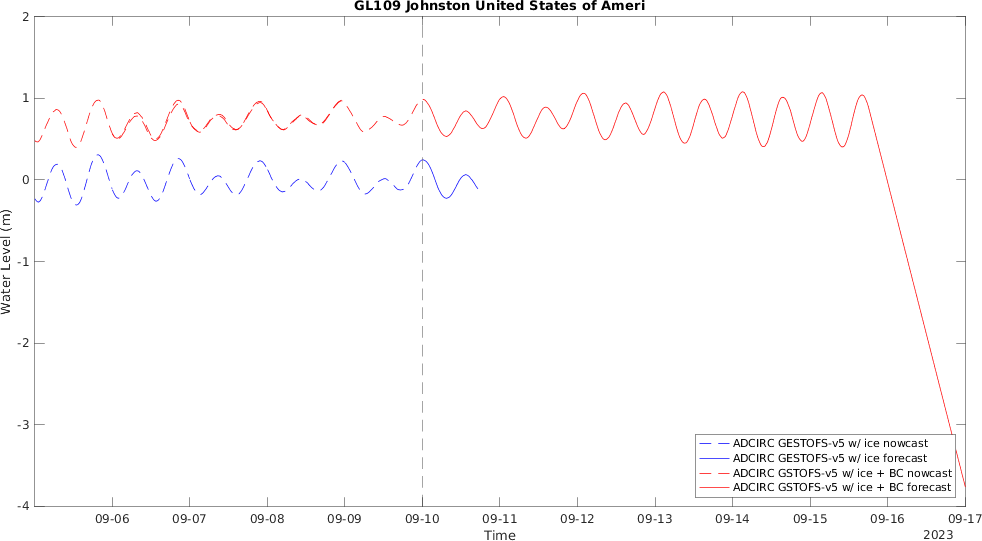 GL109 Johnston United States of Ameri
2
1
0
-1
-2
-3
-4
Water Level (m)
ADCIRC GESTOFS-v5 w/ ice nowcast
ADCIRC GESTOFS-v5 w/ ice forecast
ADCIRC GSTOFS-v5 w/ ice + BC nowcast
ADCIRC GSTOFS-v5 w/ ice + BC forecast
09-06 09-07 09-08 09-09 09-10 09-11 09-12 09-13 09-14 09-15 09-16 09-17
Time
2023